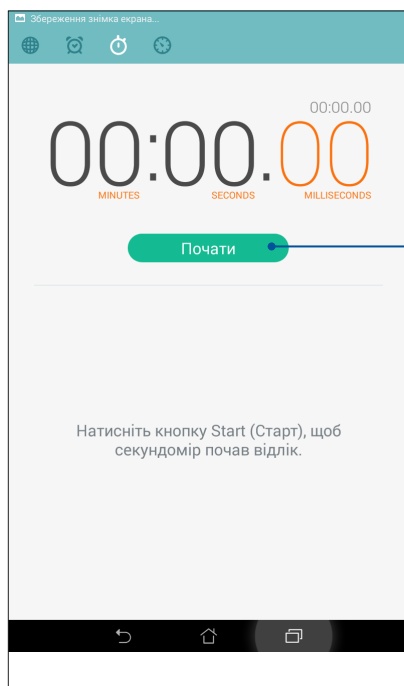 Збереження знімка екрана...
00:00.00
00:00.00
MINUTES SECONDS MILLISECONDS
Почати
Натисніть кнопку Start (Старт), щоб
секундомір почав відлік.